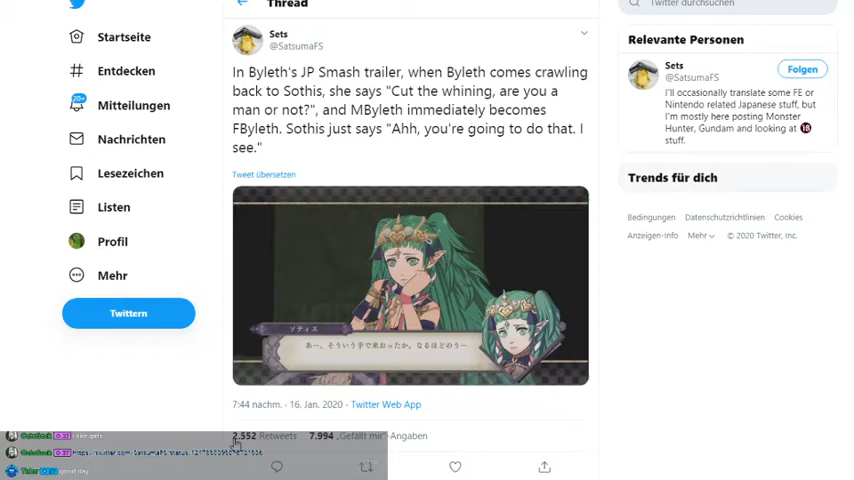 Thread
Twitter durchsuchen
Startseite
Entdecken
20+
Mitteilungen
Nachrichten
Lesezeichen
Listen
Profil
Mehr
Twittern
Sets
@SatsumaFS
In Byleth's JP Smash trailer, when Byleth comes crawling
back to Sothis, she says "Cut the whining, are you a
man or not?", and MByleth immediately becomes
FByleth. Sothis just says "Ahh, you're going to do that. I
see."
Tweet übersetzen
ソティス
あー、そういう手で来おったか。なるほどのうー
7:44 nachm. · 16. Jan. 2020 · Twitter Web App
2.552 Retweets 7.994 „Gefällt mir"-Angaben
Relevante Personen
Sets
@SatsumaFS
Folgen
I'll occasionally translate some FE or
Nintendo related Japanese stuff, but
I'm mostly here posting Monster
Hunter, Gundam and looking at 🔞
stuff.
Trends für dich
Bedingungen Datenschutzrichtlinien Cookies
Anzeigen-Info Mehr © 2020 Twitter, Inc.
i like girls
good day